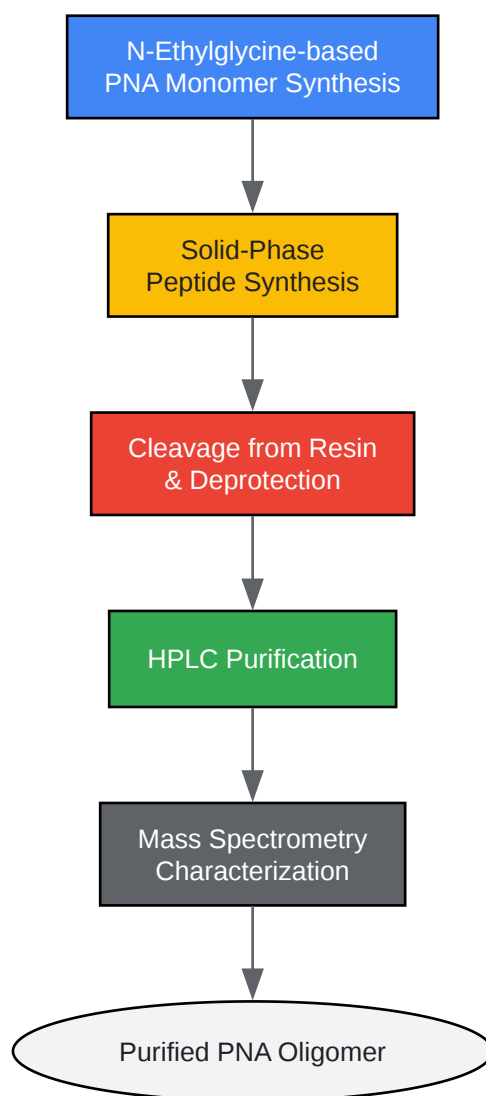 N-Ethylglycine-based
PNA Monomer Synthesis
Solid-Phase
Peptide Synthesis
Cleavage from Resin
& Deprotection
HPLC Purification
Mass Spectrometry
Characterization
Purified PNA Oligomer